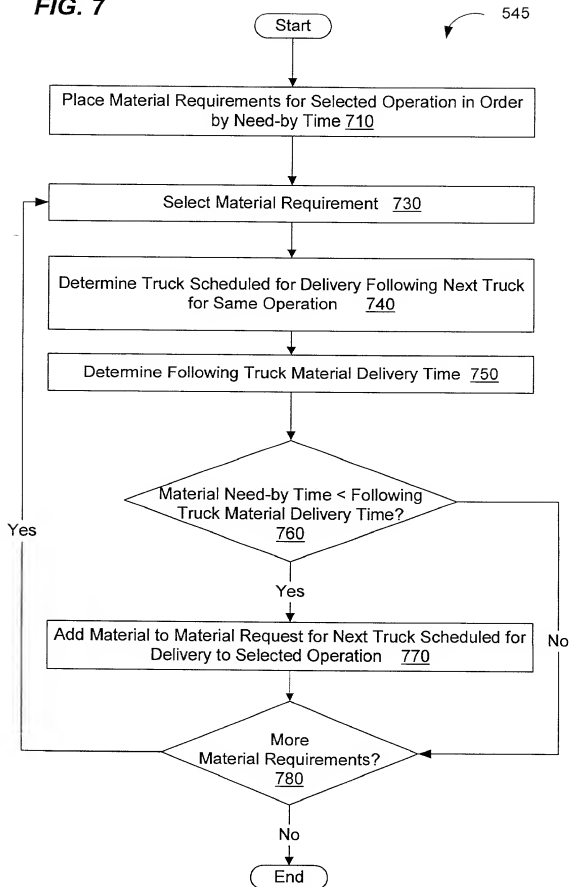 FIG. 7
545
Start
Place Material Requirements for Selected Operation in Order
by Need-by Time 710
Select Material Requirement 730
Determine Truck Scheduled for Delivery Following Next Truck
for Same Operation 740
Determine Following Truck Material Delivery Time 750
Material Need-by Time < Following
Truck Material Delivery Time?
760
Yes
Yes
No
Add Material to Material Request for Next Truck Scheduled for
Delivery to Selected Operation 770
More
Material Requirements?
780
No
End